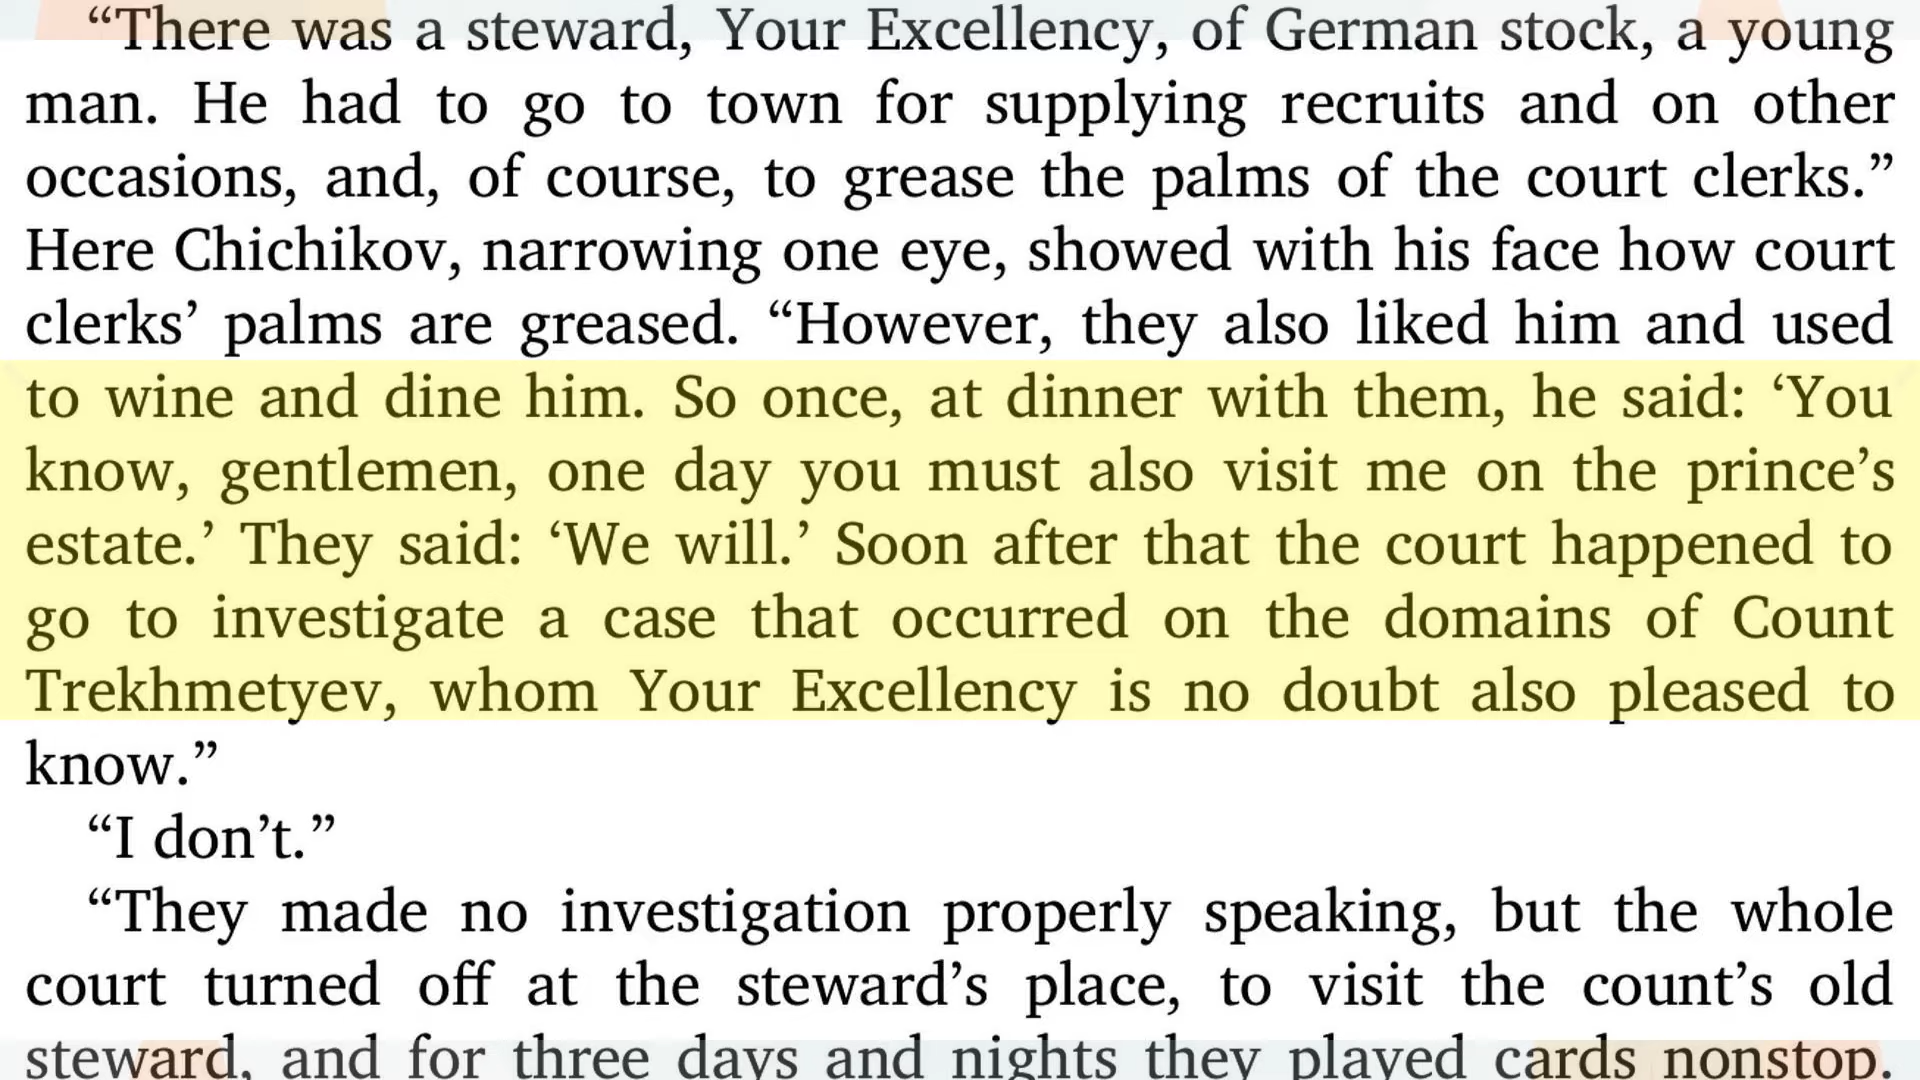 “There was a steward, Your Excellency, of German stock, a young
man. He had to go to town for supplying recruits and on other
occasions, and, of course, to grease the palms of the court clerks.”
Here Chichikov, narrowing one eye, showed with his face how court
clerks’ palms are greased. “However, they also liked him and used
to wine and dine him. So once, at dinner with them, he said: ‘You
know, gentlemen, one day you must also visit me on the prince’s
estate.’ They said: ‘We will.’ Soon after that the court happened to
go to investigate a case that occurred on the domains of Count
Trekhmetyev, whom Your Excellency is no doubt also pleased to
know.”
“I don’t.”
“They made no investigation properly speaking, but the whole
court turned off at the steward’s place, to visit the count’s old
steward, and for three days and nights they played cards nonstop.